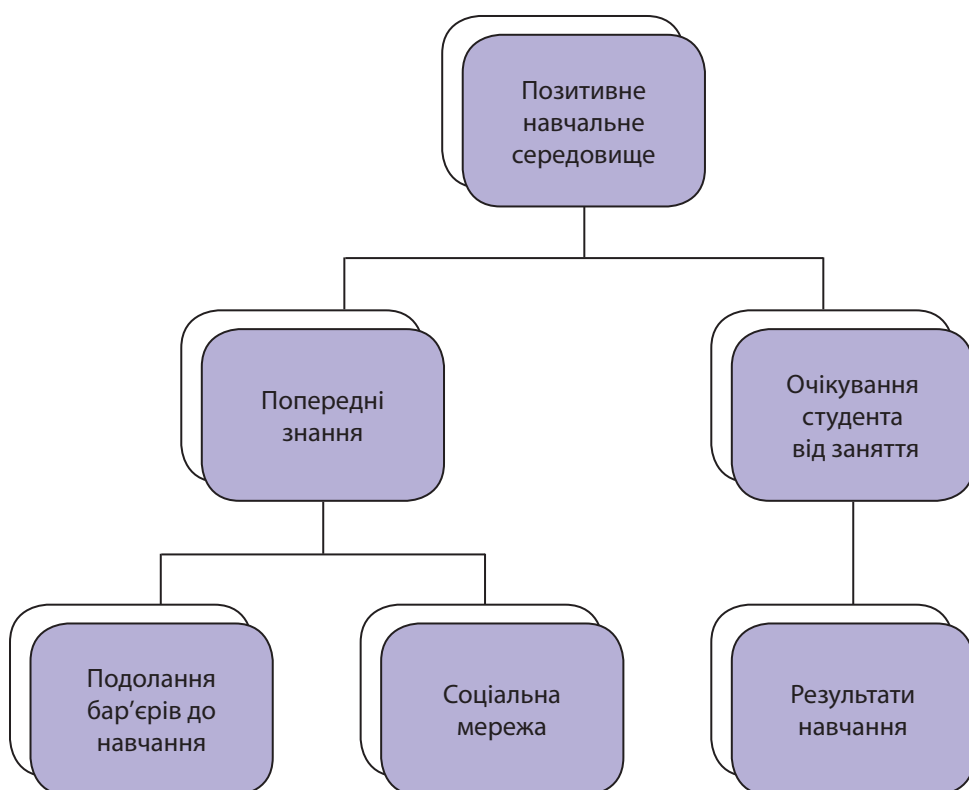 Позитивне
навчальне
середовище
Попередні
знання
Очікування
студента
від заняття
Подолання
бар’єрів до
навчання
Соціальна
мережа
Результати
навчання